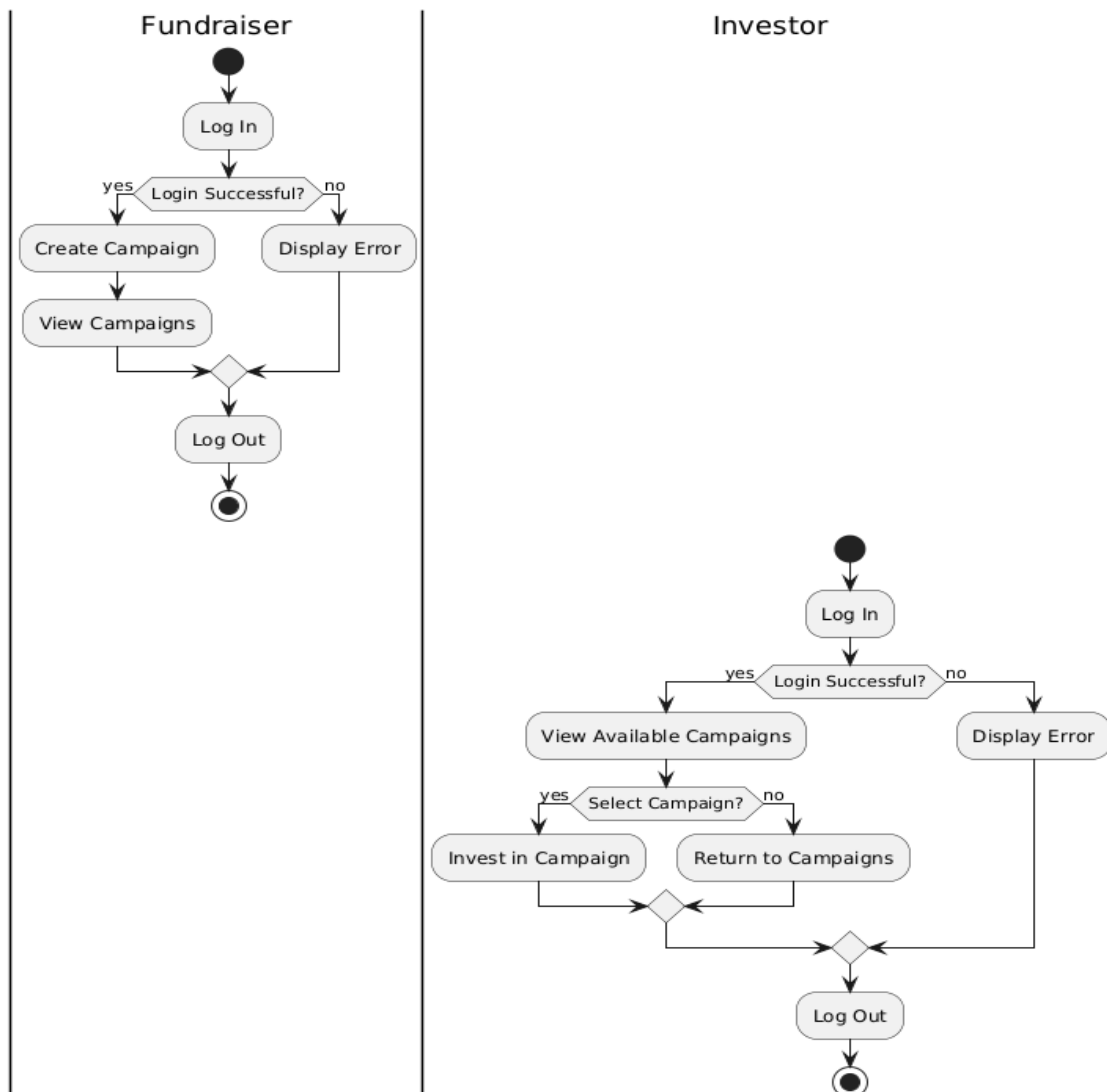 Fundraiser
Investor
Log In
yes
Login Successful?
no
Create Campaign
Display Error
View Campaigns
Log Out
Log In
yes
Login Successful?
no
View Available Campaigns
Display Error
yes
Select Campaign?
no
Invest in Campaign
Return to Campaigns
Log Out